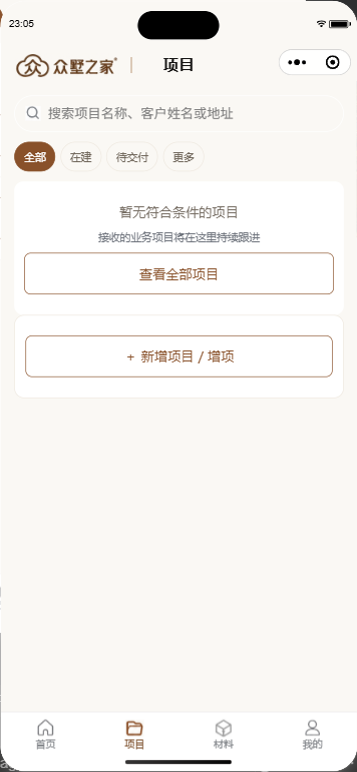 23:05
众墅之家
项目
搜索项目名称、客户姓名或地址
全部
在建
待交付
更多
暂无符合条件的项目
接收的业务项目将在这里持续跟进
查看全部项目
+ 新增项目 / 增项
首页
项目
材料
我的